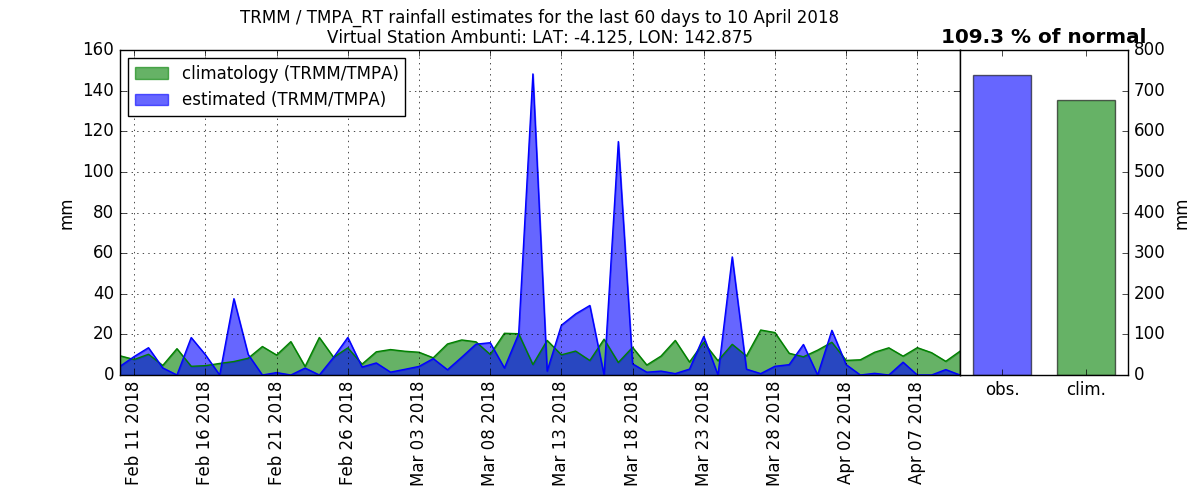 TRMM / TMPA_RT rainfall estimates for the last 60 days to 10 April 2018
Virtual Station Ambunti: LAT: -4.125, LON: 142.875
109.3 % of normal
climatology (TRMM/TMPA)
estimated (TRMM/TMPA)
160
140
120
100
80
60
40
20
0
mm
800
700
600
500
400
300
200
100
0
mm
Feb 11 2018
Feb 16 2018
Feb 21 2018
Feb 26 2018
Mar 03 2018
Mar 08 2018
Mar 13 2018
Mar 18 2018
Mar 23 2018
Mar 28 2018
Apr 02 2018
Apr 07 2018
obs.
clim.